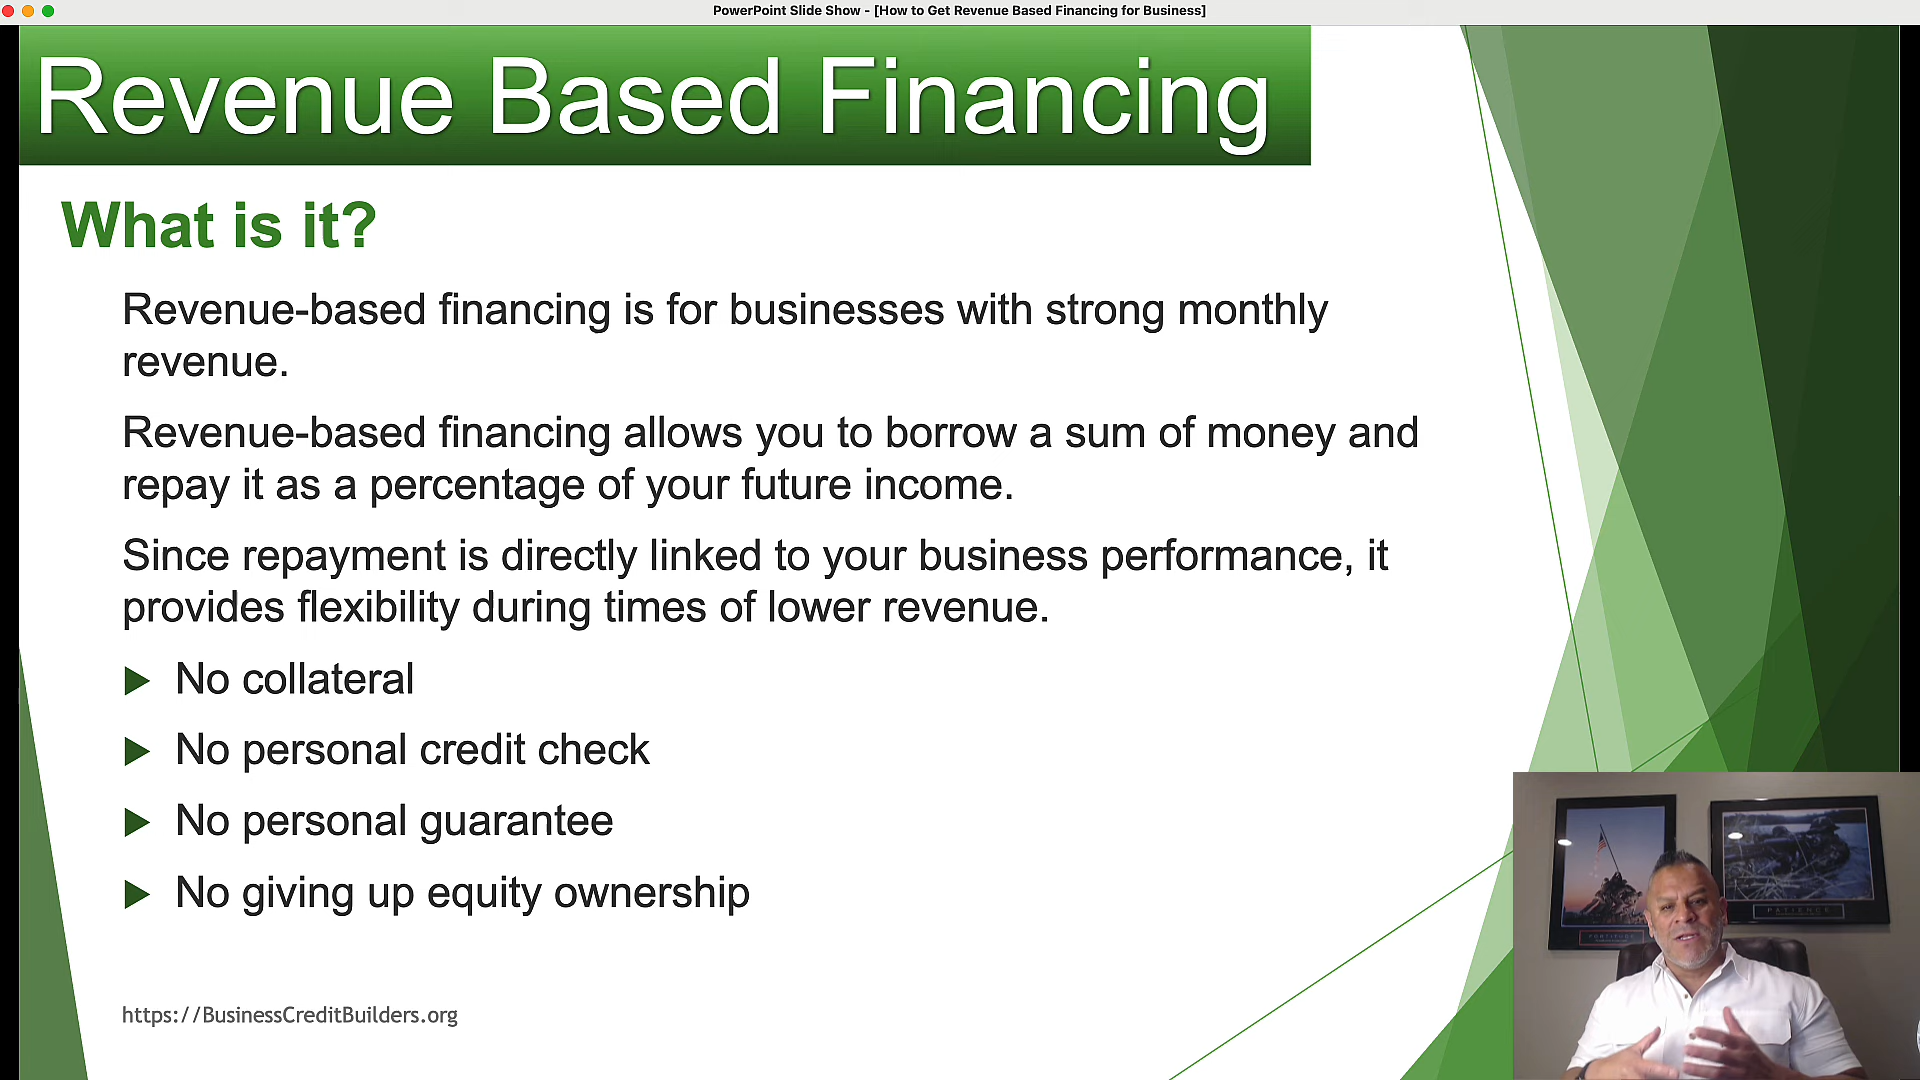 PowerPoint Slide Show - [How to Get Revenue Based Financing for Business]
Revenue Based Financing
What is it?
Revenue-based financing is for businesses with strong monthly
revenue.
Revenue-based financing allows you to borrow a sum of money and
repay it as a percentage of your future income.
Since repayment is directly linked to your business performance, it
provides flexibility during times of lower revenue.
No collateral
No personal credit check
No personal guarantee
No giving up equity ownership
https://BusinessCreditBuilders.org
PATIENCE
FORTITUDE